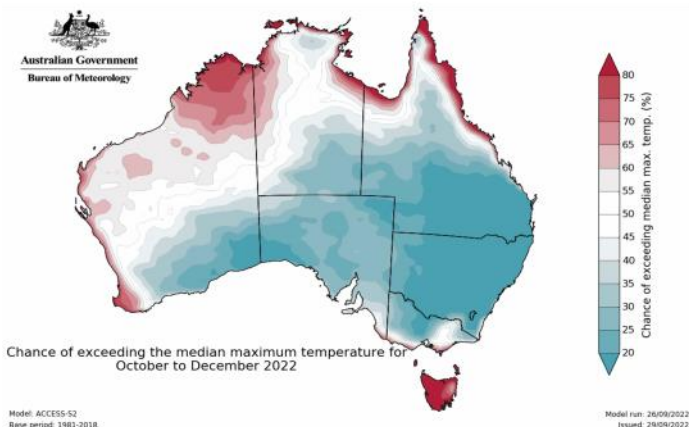 Australian Government
Bureau of Meteorology
80
75
70
65
60
55
50
45
40
35
30
25
20
Chance of exceeding median max. temp. (%)
Chance of exceeding the median maximum temperature for
October to December 2022
Model: ACCESS-S2
Base period: 1981-2018
Model run: 26/09/2022
Issued: 29/09/2022